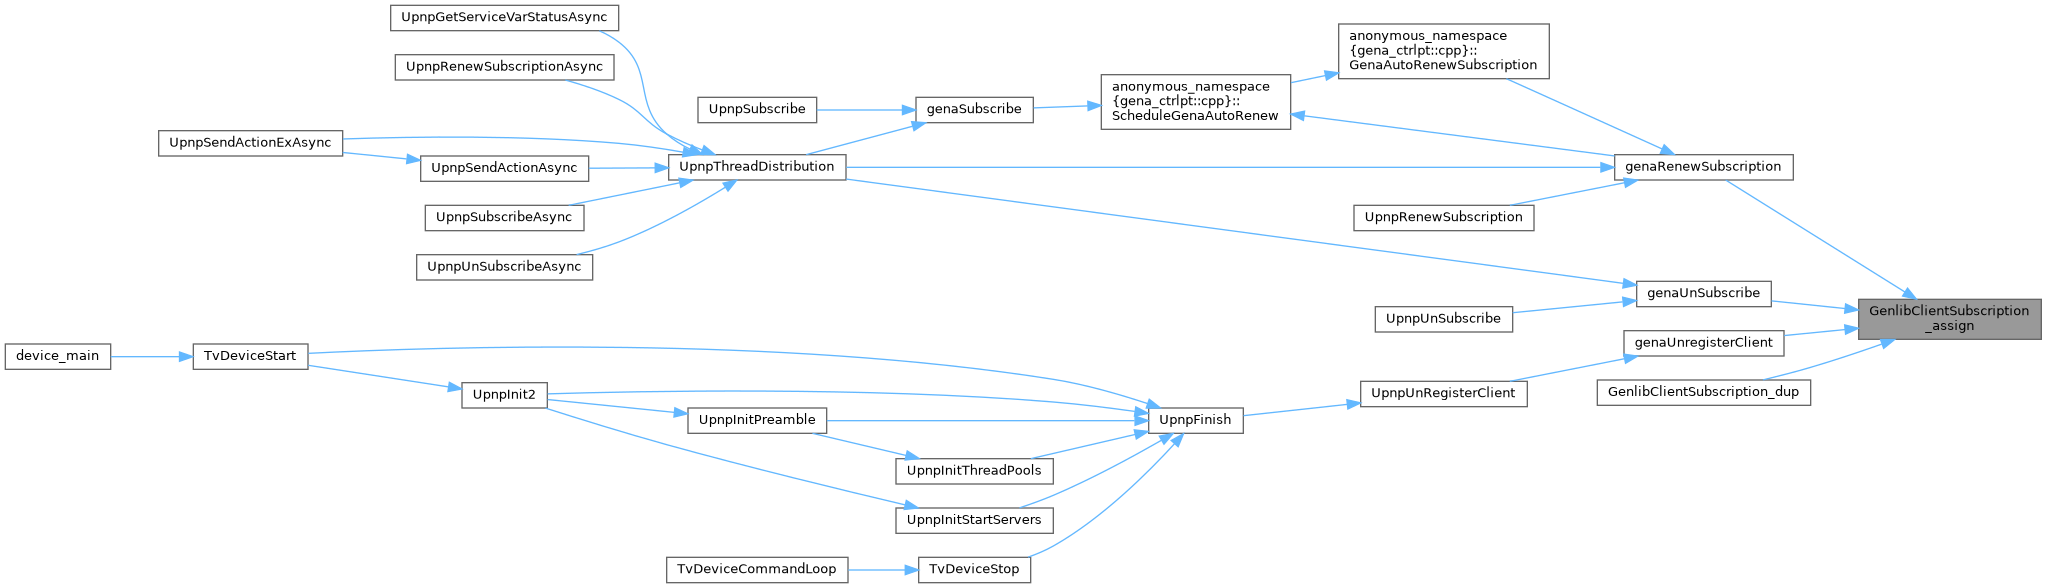 UpnpGetServiceVarStatusAsync
UpnpRenewSubscriptionAsync
UpnpSendActionExAsync
UpnpSendActionAsync
UpnpSubscribeAsync
UpnpUnSubscribeAsync
UpnpSubscribe
UpnpThreadDistribution
genaSubscribe
anonymous_namespace
{gena_ctrlpt::cpp}::
ScheduleGenaAutoRenew
anonymous_namespace
{gena_ctrlpt::cpp}::
GenaAutoRenewSubscription
genaRenewSubscription
UpnpRenewSubscription
genaUnSubscribe
UpnpUnSubscribe
GenlibClientSubscription
_assign
genaUnregisterClient
GenlibClientSubscription_dup
UpnpUnRegisterClient
device_main
TvDeviceStart
UpnpInit2
UpnpInitPreamble
UpnpFinish
UpnpInitThreadPools
UpnpInitStartServers
TvDeviceCommandLoop
TvDeviceStop